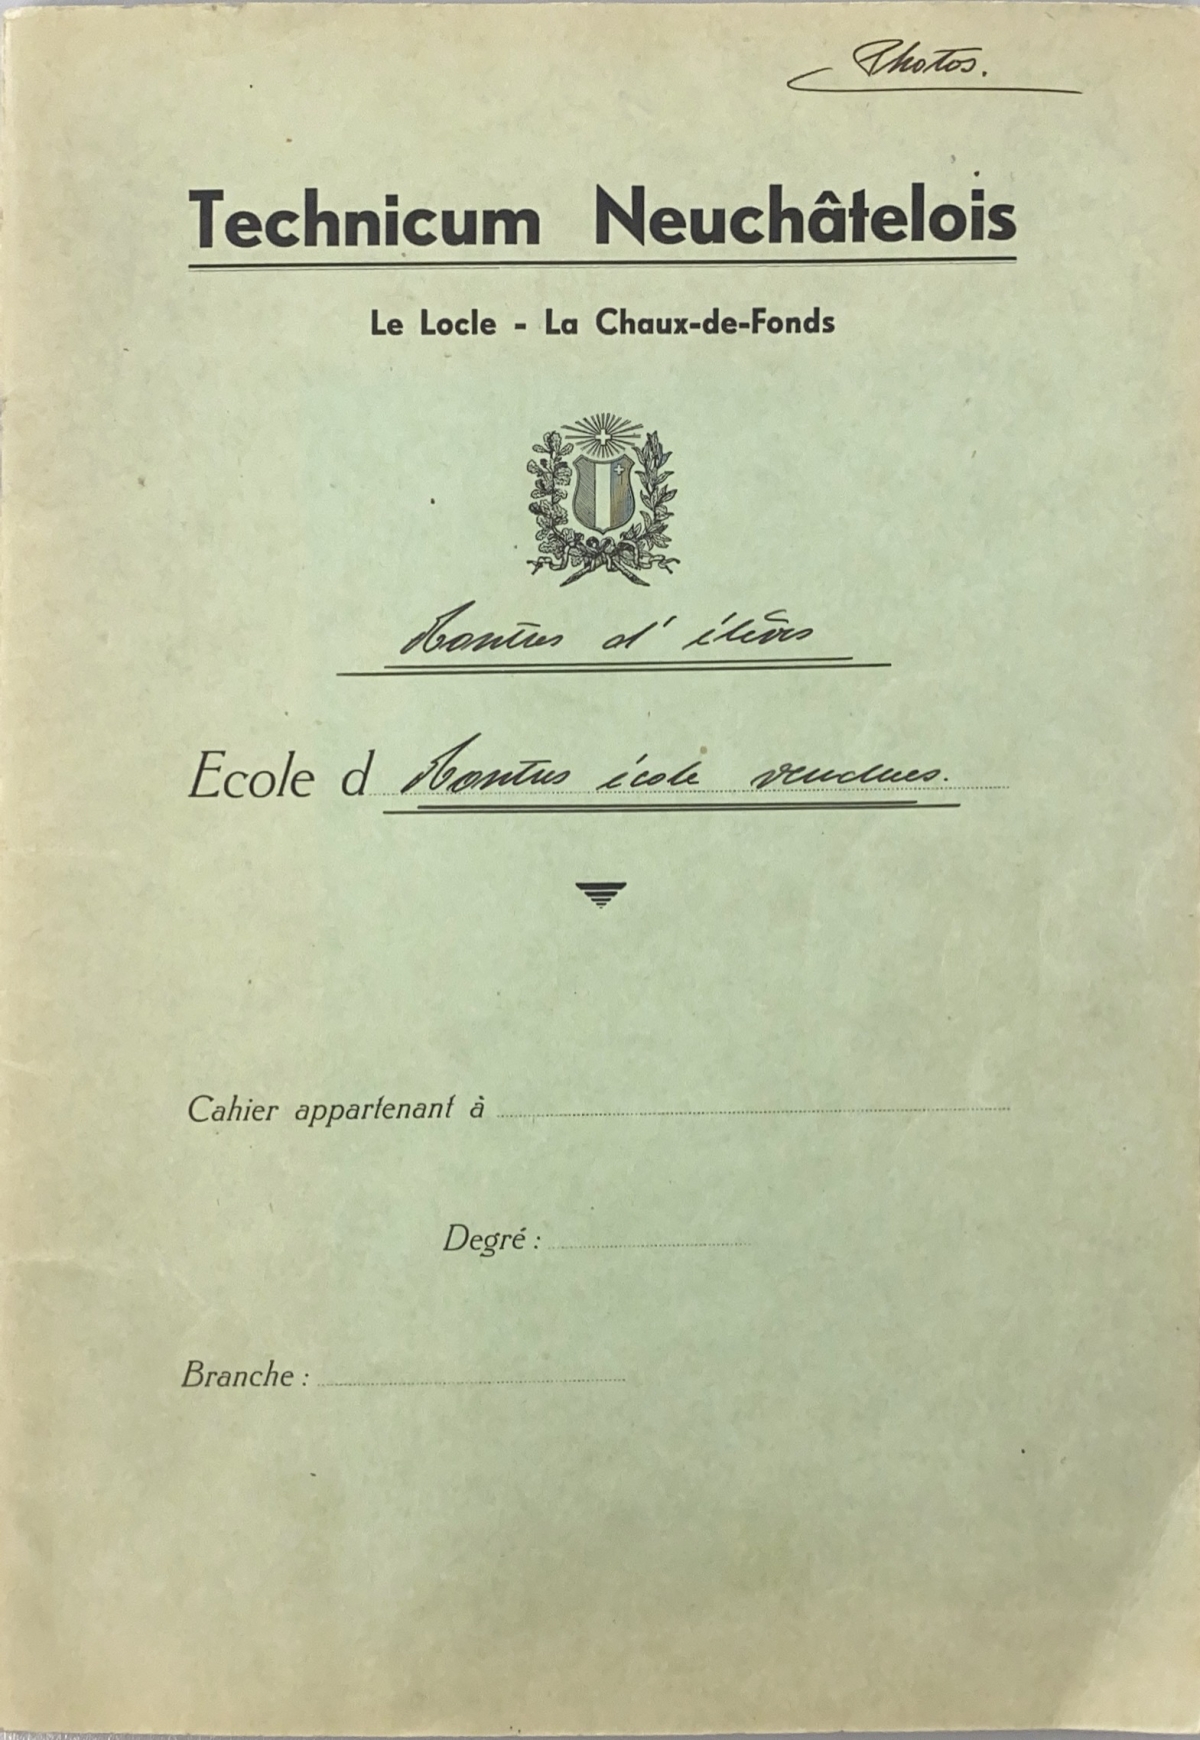 Photos.
Technicum Neuchâtelois
Le Locle - La Chaux-de-Fonds
Montres d'élèves
Ecole d Montres école vendues.
Cahier appartenant à
Degré :
Branche :